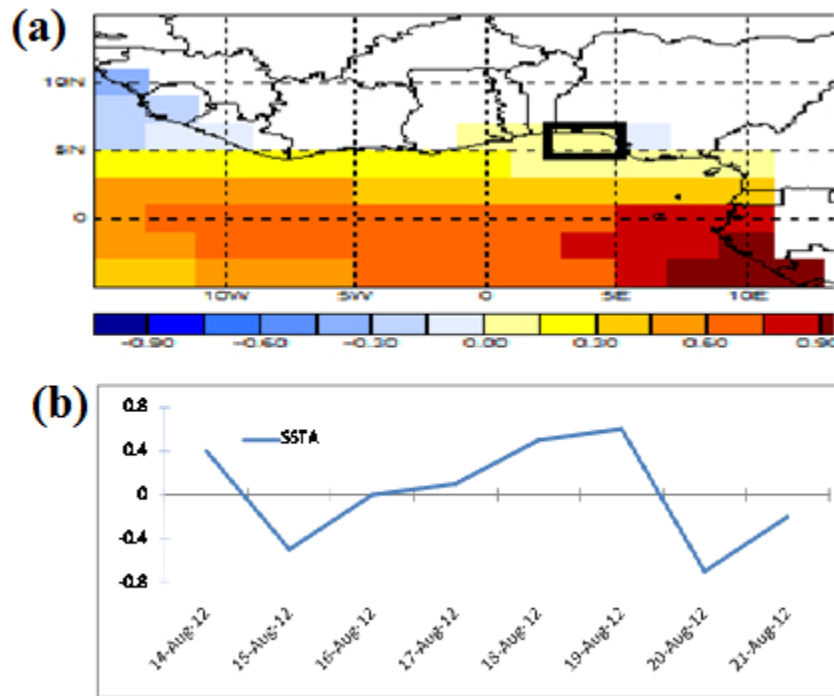 (a)
10N
5N
0
10W 5W 0 5E 10E
-0.90 -0.60 -0.30 0.00 0.30 0.60 0.90
(b)
0.8
SSTA
0.4
0
-0.4
-0.8
14-Aug-12 15-Aug-12 16-Aug-12 17-Aug-12 18-Aug-12 19-Aug-12 20-Aug-12 21-Aug-12